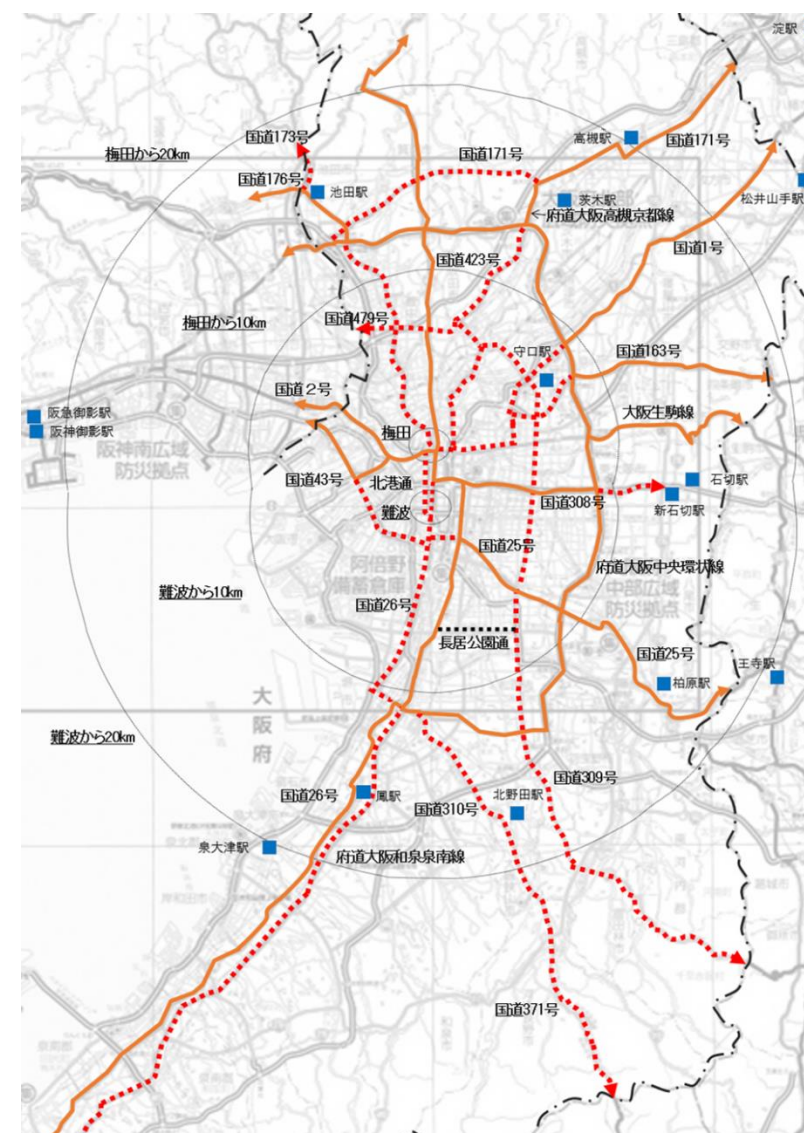 淀駅
国道173号
高槻駅
国道171号
国道171号
梅田から20km
国道176号
池田駅
茨木駅
松井山手駅
府道大阪高槻京都線
国道1号
国道423号
梅田から10km
国道479号
守口駅
国道163号
国道２号
大阪生駒線
阪急御影駅
阪神御影駅
梅田
阪神南広域
防災拠点
国道43号
北港通
石切駅
国道308号
新石切駅
難波
国道25号
阿倍野
備蓄倉庫
府道大阪中央環状線
中部広域
防災拠点
難波から10km
国道26号
長居公園通
国道25号
王寺駅
柏原駅
大阪府
難波から20km
国道309号
国道26号
鳳駅
国道310号
北野田駅
泉大津駅
府道大阪和泉泉南線
国道371号